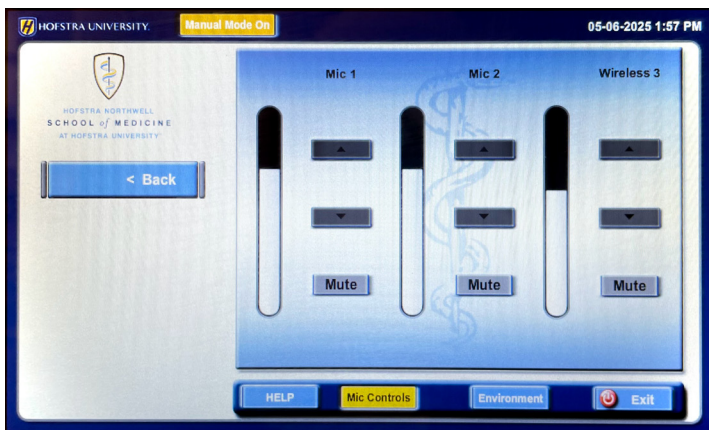 HOFSTRA UNIVERSITY.
Manual Mode On
05-06-2025 1:57 PM
HOFSTRA NORTHWELL
SCHOOL of MEDICINE
AT HOFSTRA UNIVERSITY
< Back
Mic 1
Mic 2
Wireless 3
Mute
Mute
Mute
HELP
Mic Controls
Environment
Exit